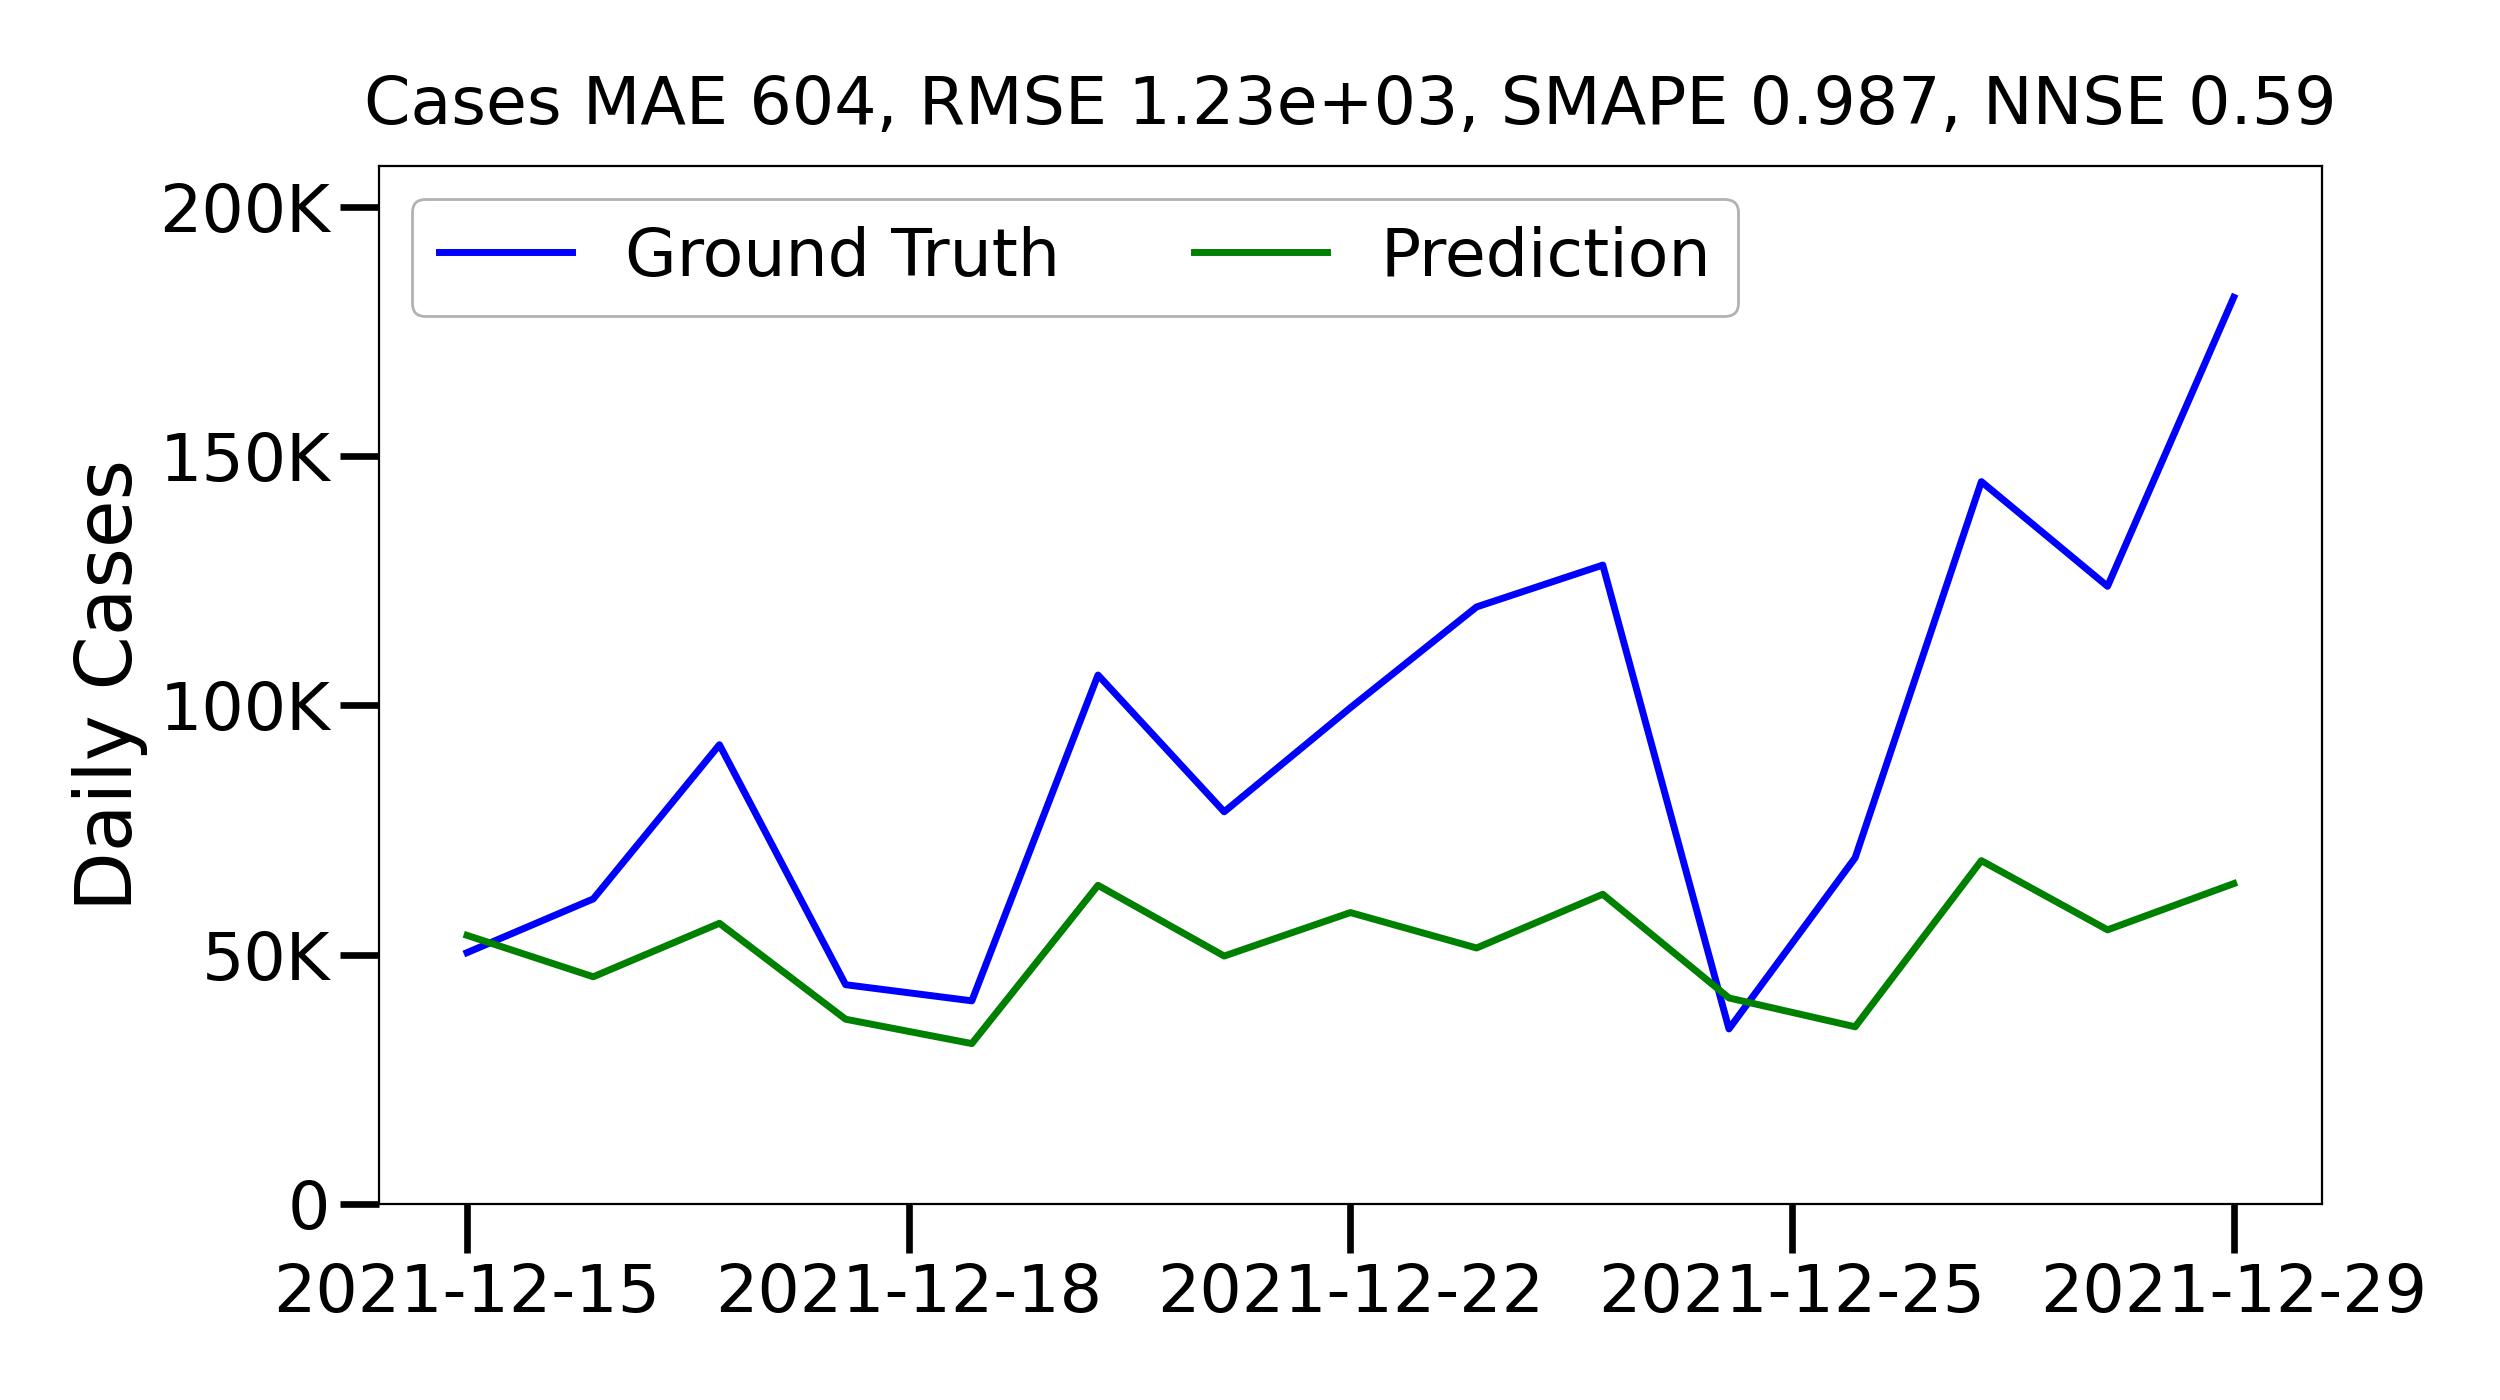 Cases MAE 604, RMSE 1.23e+03, SMAPE 0.987, NNSE 0.59
Ground Truth
Prediction
Daily Cases
200K
150K
100K
50K
0
2021-12-15
2021-12-18
2021-12-22
2021-12-25
2021-12-29